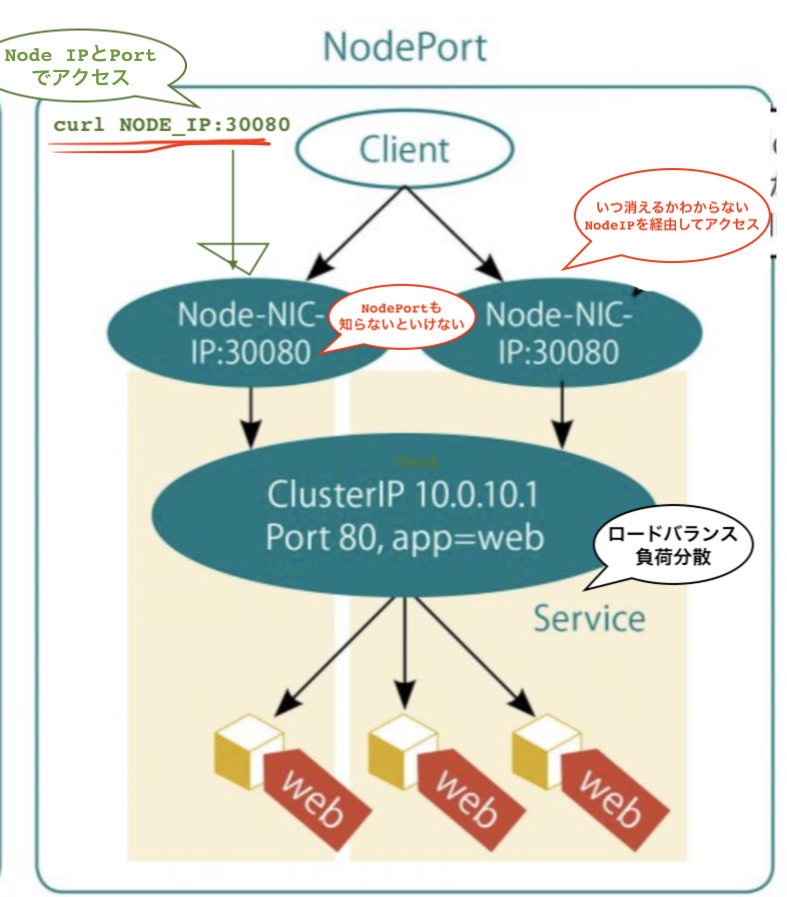 NodePort
Node IPとPort
でアクセス
curl NODE_IP:30080
Client
いつ消えるかわからない
NodeIPを経由してアクセス
Node-NIC-
IP:30080
NodePortも
知らないといけない
Node-NIC-
IP:30080
Test
ClusterIP 10.0.10.1
Port 80, app=web
ロードバランス
負荷分散
Service
web
web
web